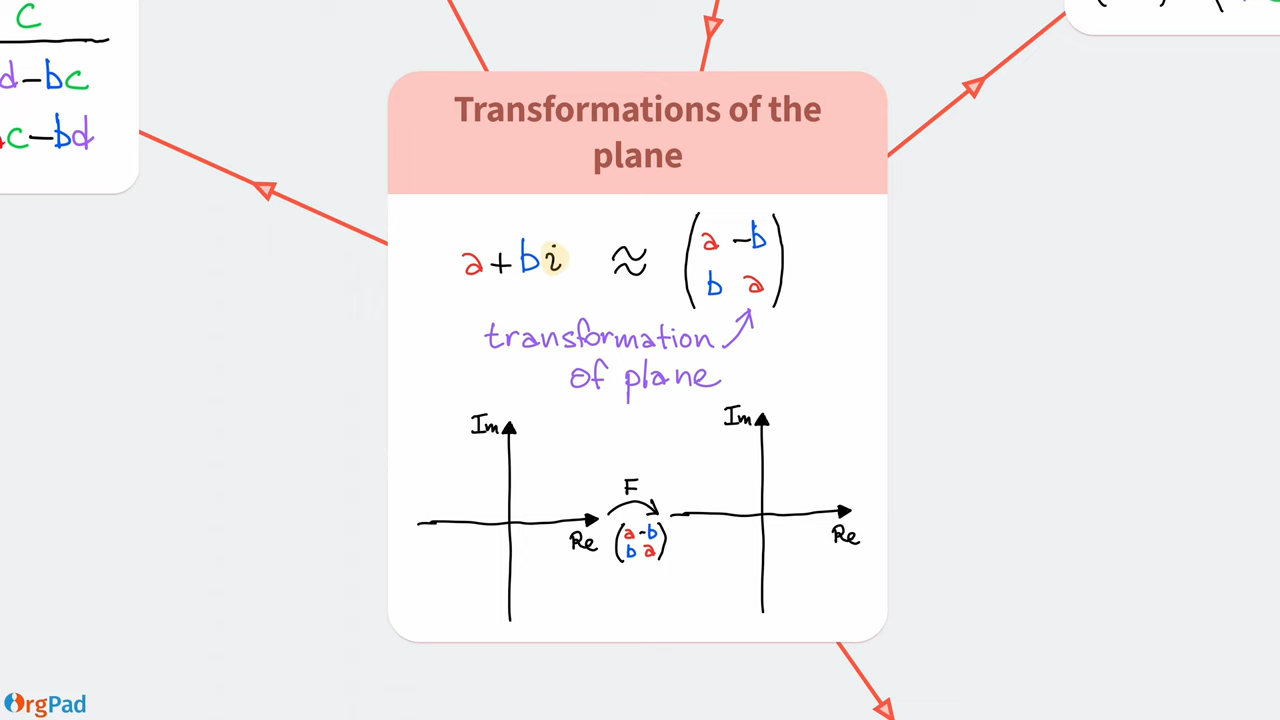 c
d-bc
c-bd
Transformations of the
plane
a+bi ≈ (a -b
b a)
transformation
of plane
Im
Re
F
(a -b
b a)
Im
Re
OrgPad